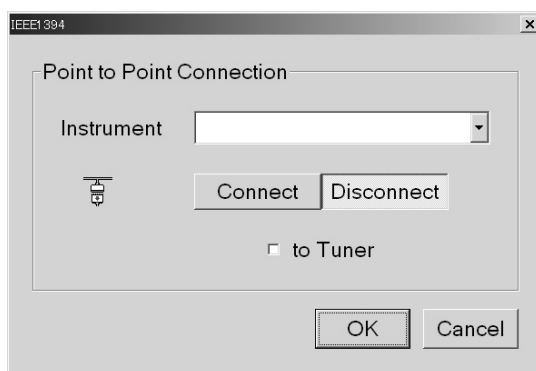 IEEE1394
Point to Point Connection
Instrument
Connect Disconnect
to Tuner
OK Cancel